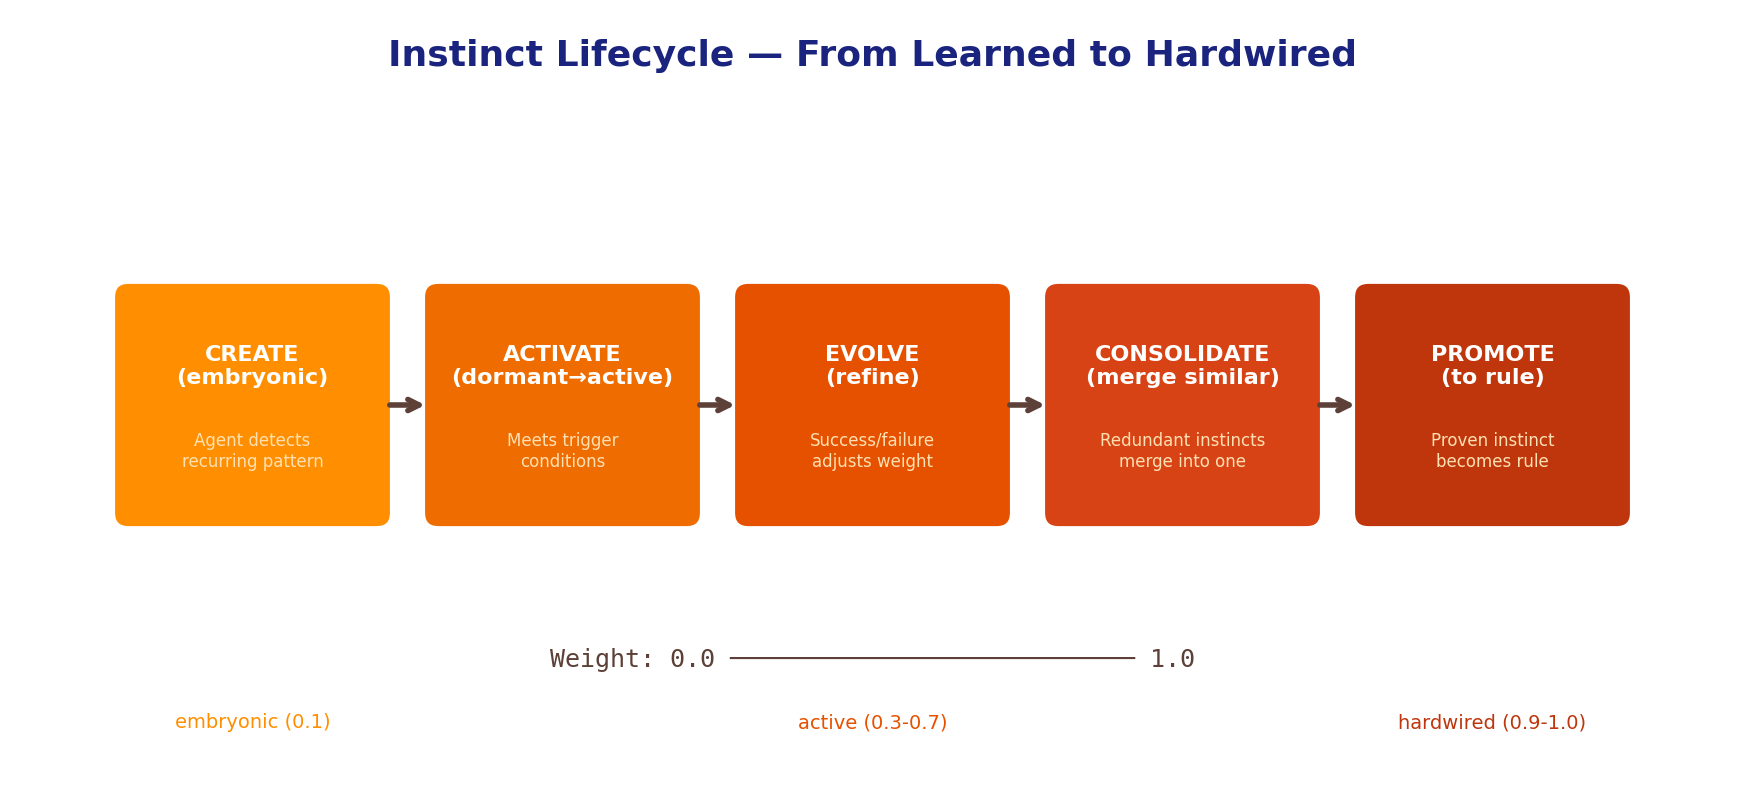 Instinct Lifecycle — From Learned to Hardwired
CREATE
(embryonic)
Agent detects
recurring pattern
ACTIVATE
(dormant→active)
Meets trigger
conditions
EVOLVE
(refine)
Success/failure
adjusts weight
CONSOLIDATE
(merge similar)
Redundant instincts
merge into one
PROMOTE
(to rule)
Proven instinct
becomes rule
Weight: 0.0 ─────────────────────────── 1.0
embryonic (0.1)
active (0.3-0.7)
hardwired (0.9-1.0)